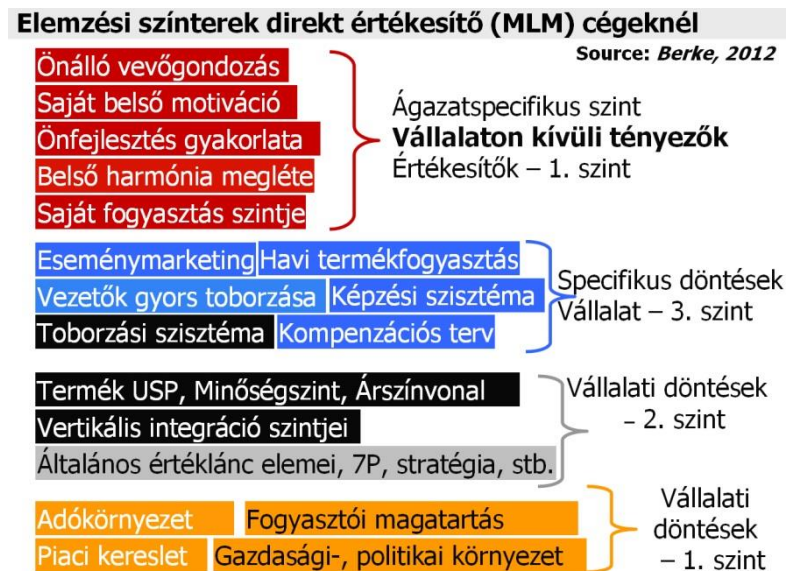 Elemzési színterek direkt értékesítő (MLM) cégeknél
Source: Berke, 2012
Önálló vevőgondozás
Saját belső motiváció
Önfejlesztés gyakorlata
Belső harmónia megléte
Saját fogyasztás szintje
Ágazatspecifikus szint
Vállalaton kívüli tényezők
Értékesítők – 1. szint
Eseménymarketing Havi termékfogyasztás
Vezetők gyors toborzása Képzési szisztéma
Toborzási szisztéma Kompenzációs terv
Specifikus döntések
Vállalat – 3. szint
Termék USP, Minőségszint, Árszínvonal
Vertikális integráció szintjei
Általános értéklánc elemei, 7P, stratégia, stb.
Vállalati döntések
– 2. szint
Adókörnyezet Fogyasztói magatartás
Piaci kereslet Gazdasági-, politikai környezet
Vállalati
döntések
– 1. szint